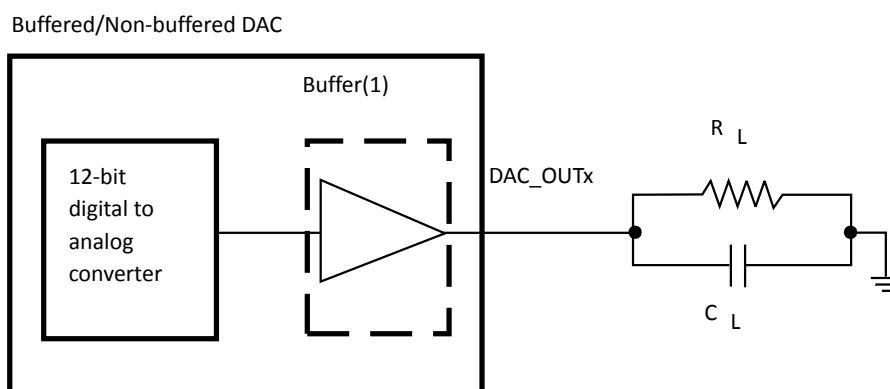 Buffered/Non-buffered DAC
Buffer(1)
12-bit
digital to
analog
converter
DAC_OUTx
R L
C L